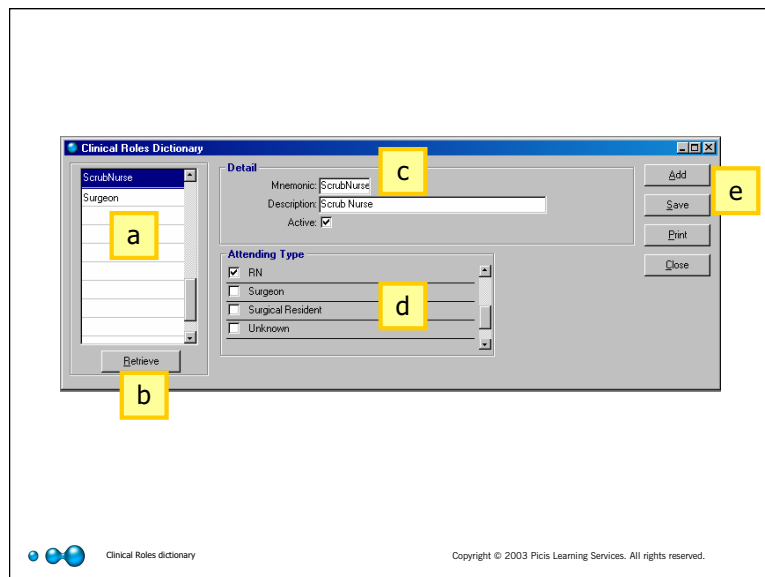 Clinical Roles Dictionary
ScrubNurse
Surgeon
a
Retrieve
b
Detail
c
Mnemonic: ScrubNurse
Description: Scrub Nurse
Active:
Attending Type
RN
Surgeon
Surgical Resident
Unknown
d
Add
Save
Print
Close
e
Clinical Roles dictionary
Copyright © 2003 Picis Learning Services. All rights reserved.